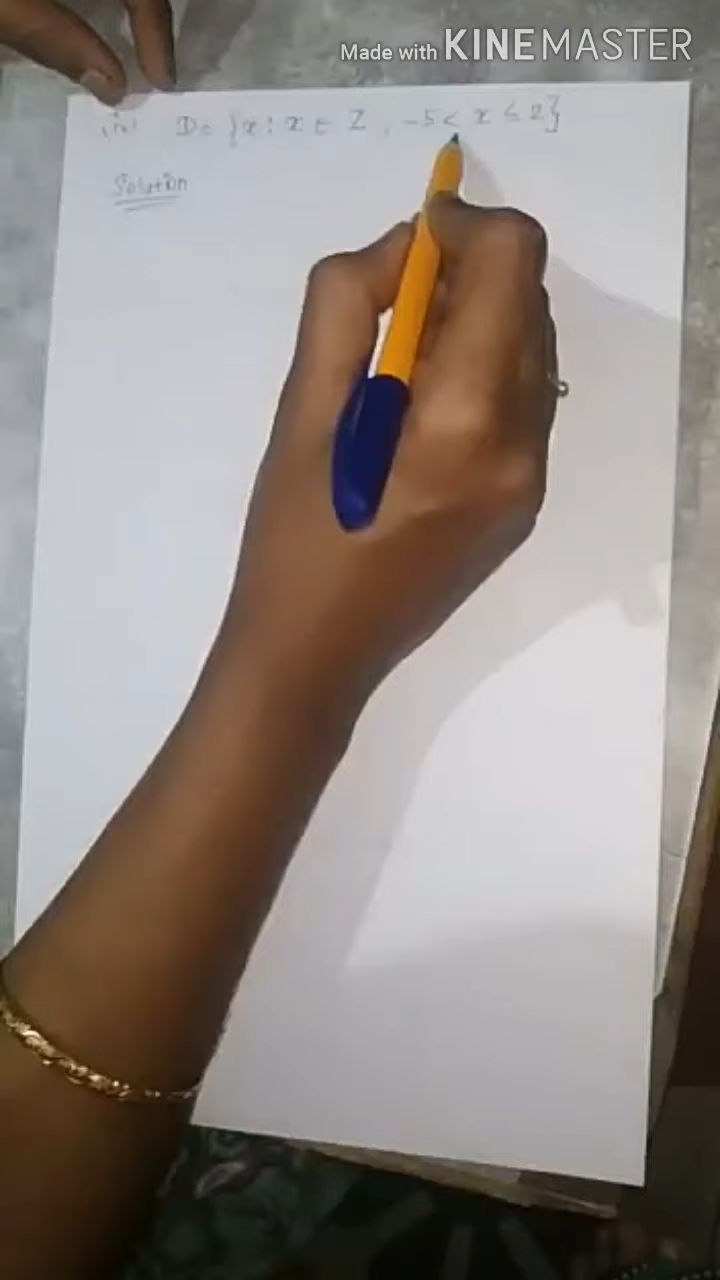 Made with KINEMASTER
(iv) D = {x : x ∈ Z , -5 < x ≤ 2}
Solution